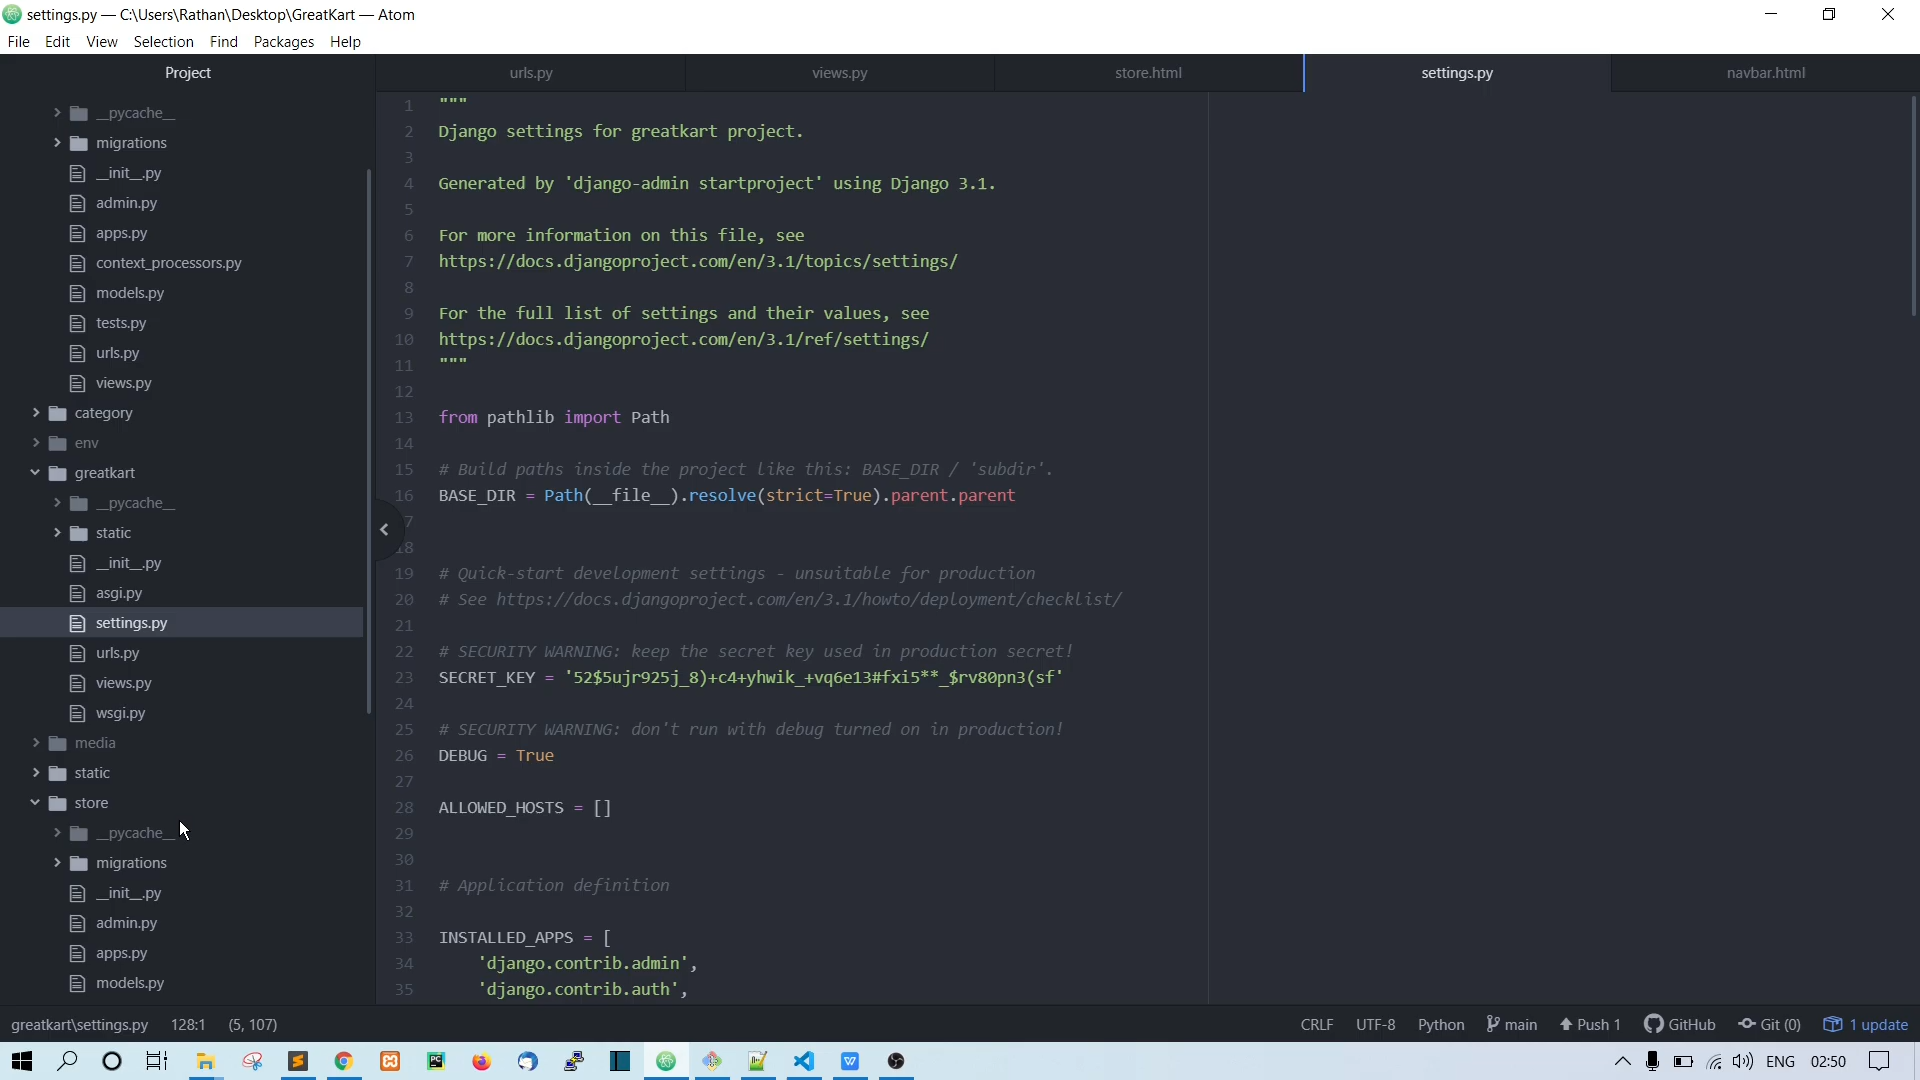 settings.py — C:\Users\Rathan\Desktop\GreatKart — Atom
File Edit View Selection Find Packages Help
Project
urls.py
views.py
store.html
settings.py
navbar.html
__pycache__
migrations
__init__.py
admin.py
apps.py
context_processors.py
models.py
tests.py
urls.py
views.py
category
env
greatkart
__pycache__
static
__init__.py
asgi.py
settings.py
urls.py
views.py
wsgi.py
media
static
store
__pycache__
migrations
__init__.py
admin.py
apps.py
models.py
1 """
2 Django settings for greatkart project.
3
4 Generated by 'django-admin startproject' using Django 3.1.
5
6 For more information on this file, see
7 https://docs.djangoproject.com/en/3.1/topics/settings/
8
9 For the full list of settings and their values, see
10 https://docs.djangoproject.com/en/3.1/ref/settings/
11 """
12
13 from pathlib import Path
14
15 # Build paths inside the project like this: BASE_DIR / 'subdir'.
16 BASE_DIR = Path(__file__).resolve(strict=True).parent.parent
7
18
19 # Quick-start development settings - unsuitable for production
20 # See https://docs.djangoproject.com/en/3.1/howto/deployment/checklist/
21
22 # SECURITY WARNING: keep the secret key used in production secret!
23 SECRET_KEY = '52$5ujr925j_8)+c4+yhwik_+vq6e13#fxi5**_$rv80pn3(sf'
24
25 # SECURITY WARNING: don't run with debug turned on in production!
26 DEBUG = True
27
28 ALLOWED_HOSTS = []
29
30
31 # Application definition
32
33 INSTALLED_APPS = [
34 'django.contrib.admin',
35 'django.contrib.auth',
greatkart\settings.py 128:1 (5, 107)
CRLF UTF-8 Python main Push 1 GitHub Git (0) 1 update
ENG 02:50